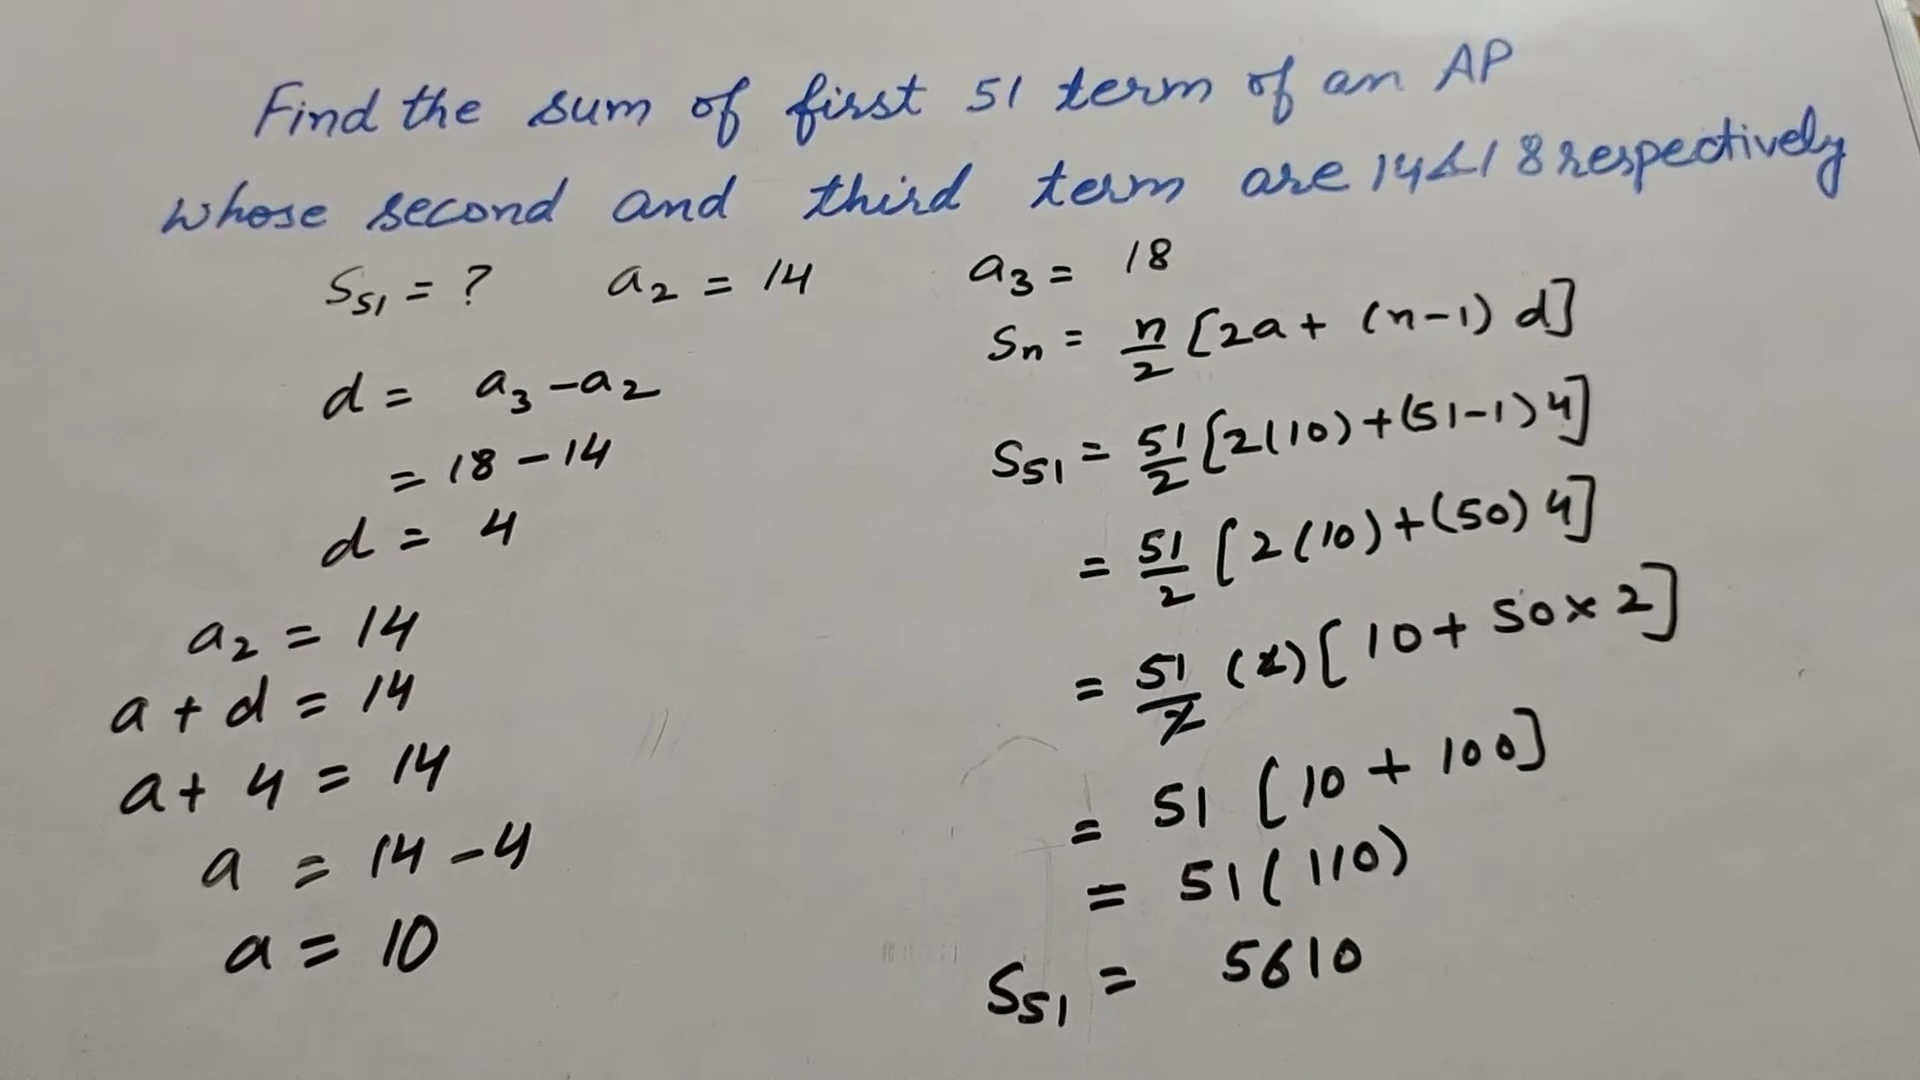 Find the sum of first 51 term of an AP
whose second and third term are 14 & 18 respectively
S₅₁ = ? a₂ = 14 a₃ = 18
d = a₃ - a₂
= 18 - 14
d = 4
a₂ = 14
a + d = 14
a + 4 = 14
a = 14 - 4
a = 10
Sₙ = n/2 [2a + (n-1) d]
S₅₁ = 51/2 [2(10) + (51-1) 4]
= 51/2 [2(10) + (50) 4]
= 51/2 (2) [10 + 50 × 2]
= 51 [10 + 100]
= 51 (110)
S₅₁ = 5610